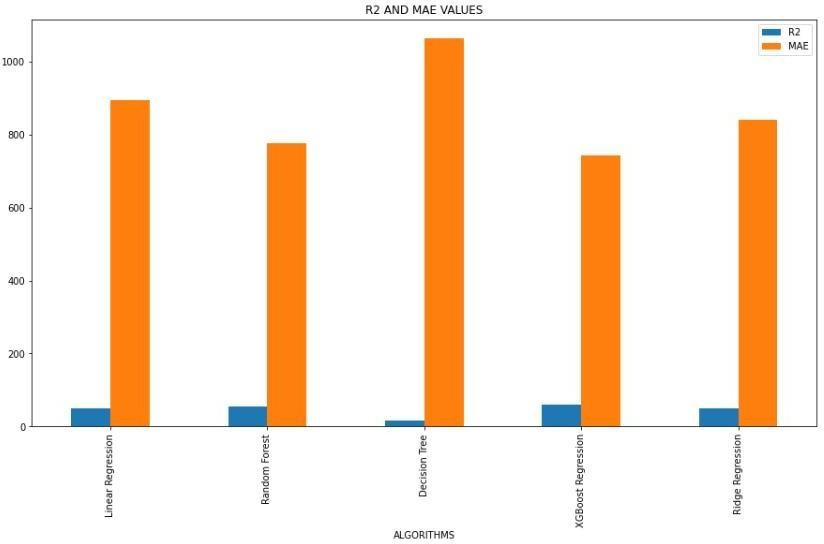 R2 AND MAE VALUES
R2
MAE
1000
800
600
400
200
0
Linear Regression
Random Forest
Decision Tree
XGBoost Regression
Ridge Regression
ALGORITHMS